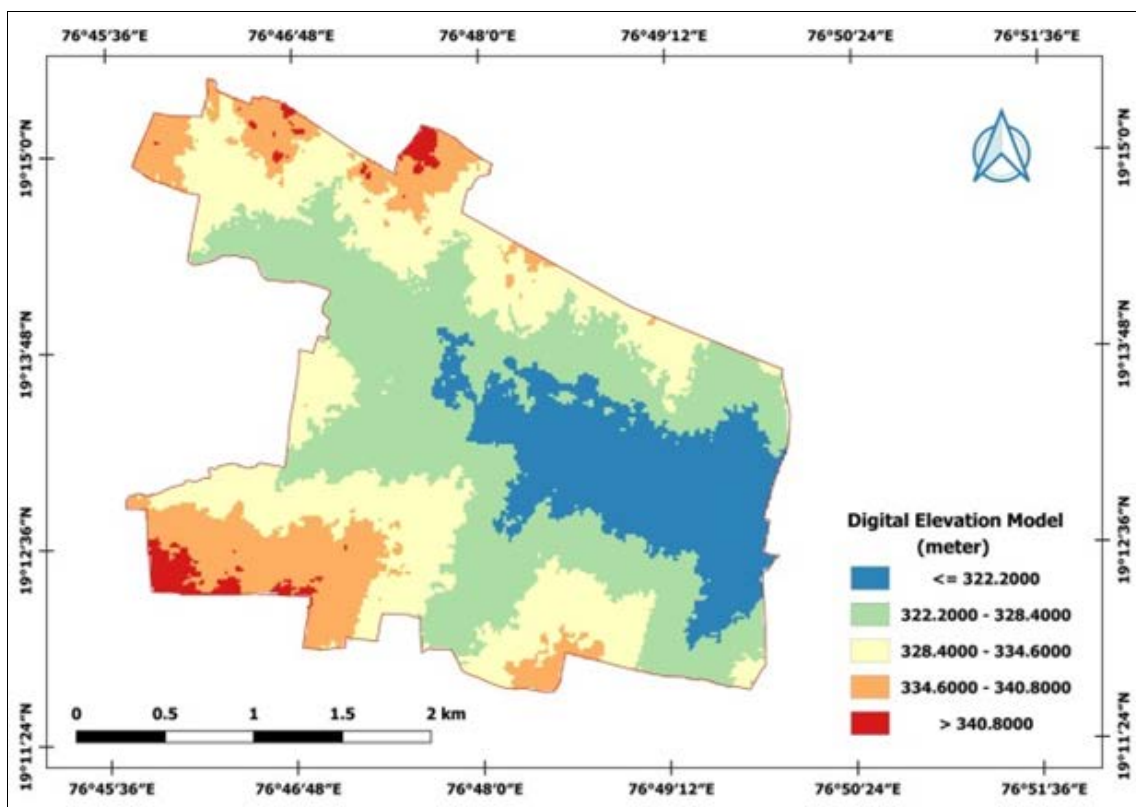 76°45'36"E 76°46'48"E 76°48'0"E 76°49'12"E 76°50'24"E 76°51'36"E
19°15'0"N 19°15'0"N
19°13'48"N 19°13'48"N
19°12'36"N 19°12'36"N
19°11'24"N 19°11'24"N
Digital Elevation Model
(meter)
<= 322.2000
322.2000 - 328.4000
328.4000 - 334.6000
334.6000 - 340.8000
> 340.8000
0 0.5 1 1.5 2 km
76°45'36"E 76°46'48"E 76°48'0"E 76°49'12"E 76°50'24"E 76°51'36"E